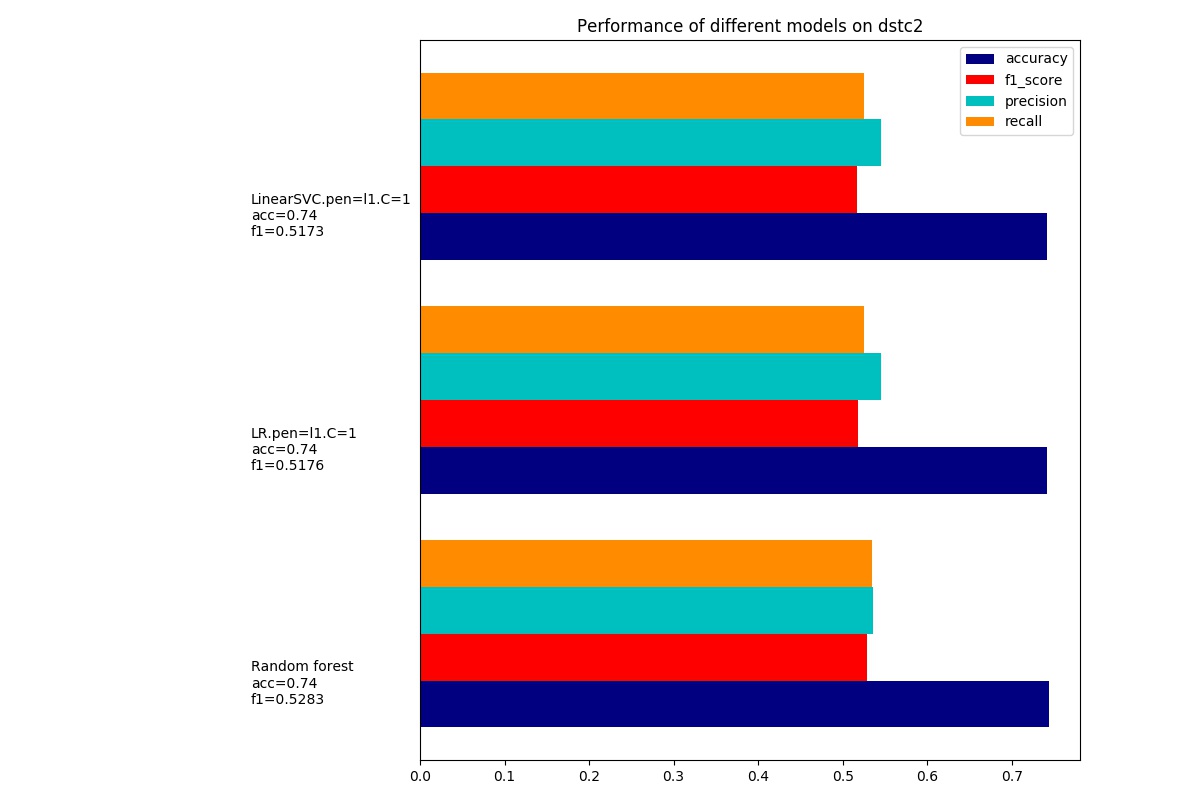 Performance of different models on dstc2
accuracy
f1_score
precision
recall
LinearSVC.pen=l1.C=1
acc=0.74
f1=0.5173
LR.pen=l1.C=1
acc=0.74
f1=0.5176
Random forest
acc=0.74
f1=0.5283
0.0 0.1 0.2 0.3 0.4 0.5 0.6 0.7